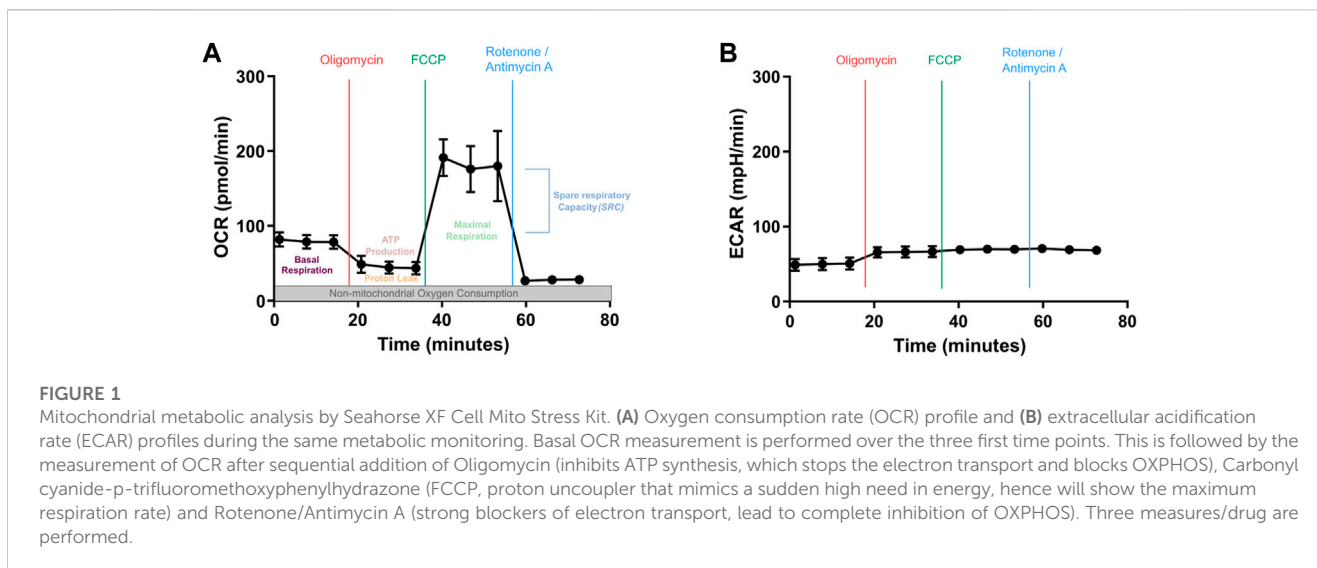 A
Oligomycin
FCCP
Rotenone /
Antimycin A
300
200
100
0
OCR (pmol/min)
Basal
Respiration
ATP
Production
Proton Leak
Maximal
Respiration
Spare respiratory
Capacity (SRC)
Non-mitochondrial Oxygen Consumption
0
20
40
60
80
Time (minutes)
B
Oligomycin
FCCP
Rotenone /
Antimycin A
300
200
100
0
ECAR (mpH/min)
0
20
40
60
80
Time (minutes)
FIGURE 1
Mitochondrial metabolic analysis by Seahorse XF Cell Mito Stress Kit. (A) Oxygen consumption rate (OCR) profile and (B) extracellular acidification
rate (ECAR) profiles during the same metabolic monitoring. Basal OCR measurement is performed over the three first time points. This is followed by the
measurement of OCR after sequential addition of Oligomycin (inhibits ATP synthesis, which stops the electron transport and blocks OXPHOS), Carbonyl
cyanide-p-trifluoromethoxyphenylhydrazone (FCCP, proton uncoupler that mimics a sudden high need in energy, hence will show the maximum
respiration rate) and Rotenone/Antimycin A (strong blockers of electron transport, lead to complete inhibition of OXPHOS). Three measures/drug are
performed.